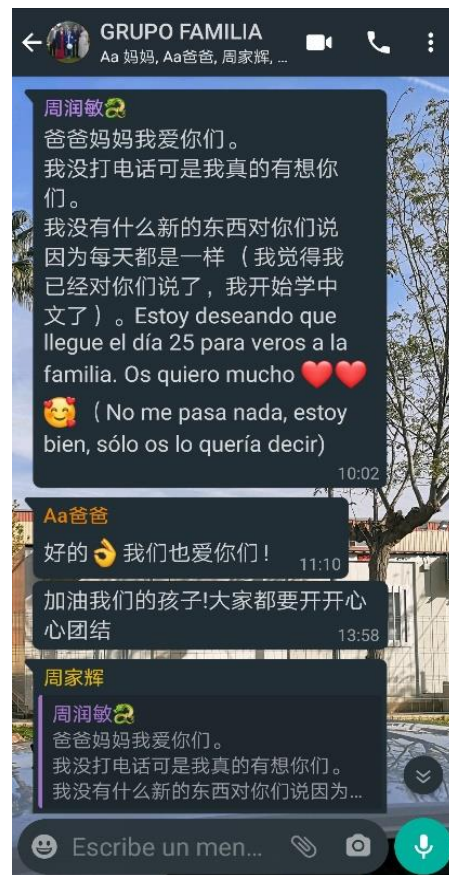 GRUPO FAMILIA
Aa 妈妈, Aa爸爸, 周家辉, ...
周润敏🐲
爸爸妈妈我爱你们。
我没打电话可是我真的有想你
们。
我没有什么新的东西对你们说
因为每天都是一样（我觉得我
已经对你们说了，我开始学中
文了）。Estoy deseando que
llegue el día 25 para veros a la
familia. Os quiero mucho ❤️❤️
🥰（No me pasa nada, estoy
bien, sólo os lo quería decir)
10:02
Aa爸爸
好的👌我们也爱你们！
11:10
加油我们的孩子!大家都要开开心
心团结
13:58
周家辉
周润敏🐲
爸爸妈妈我爱你们。
我没打电话可是我真的有想你们。
我没有什么新的东西对你们说因为...
Escribe un men...